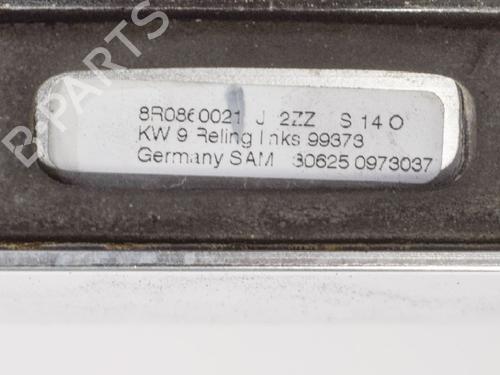 B-PARTS
8R0860021 J 2ZZ S 14 O
KW 9 Reling links 99373
Germany SAM 30625 0973037